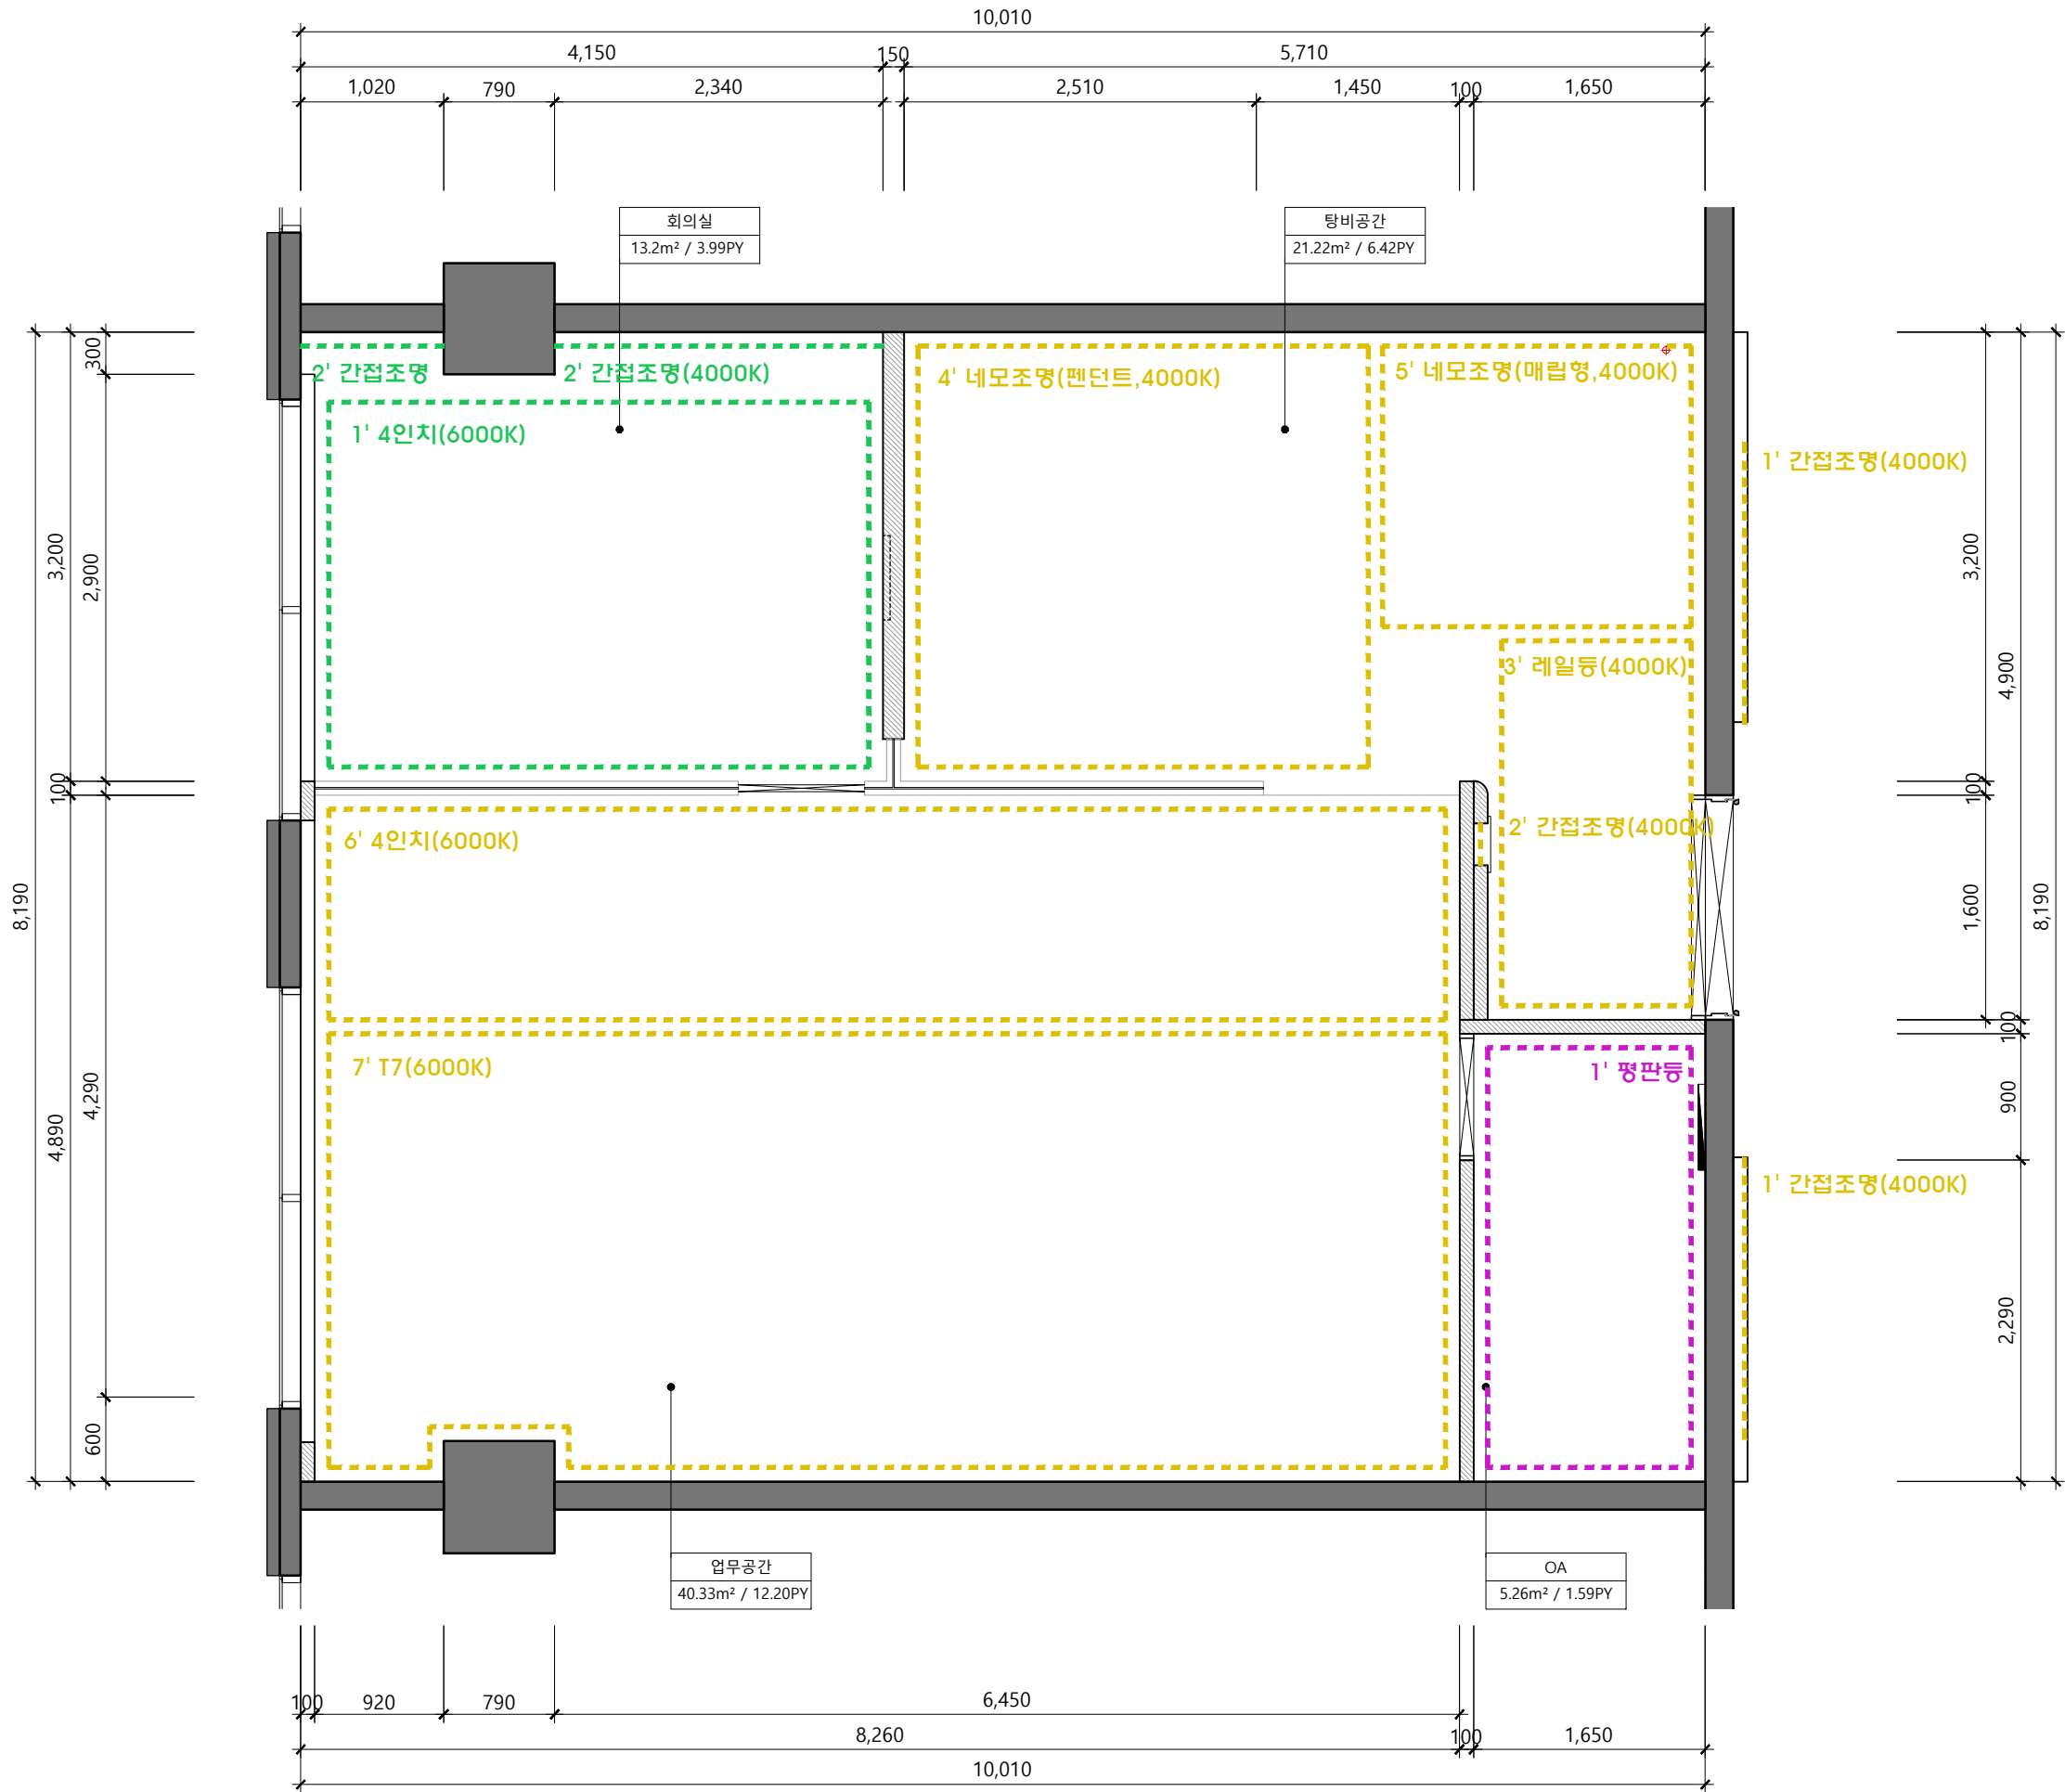 10,010
4,150
150
5,710
1,020
790
2,340
2,510
1,450
100
1,650
회의실
13.2m² / 3.99PY
탕비공간
21.22m² / 6.42PY
300
2' 간접조명
2' 간접조명(4000K)
4' 네모조명(펜던트,4000K)
5' 네모조명(매립형,4000K)
1' 4인치(6000K)
1' 간접조명(4000K)
3,200
2,900
3,200
4,900
3' 레일등(4000K)
100
100
6' 4인치(6000K)
2' 간접조명(4000K)
8,190
1,600
8,190
100
7' T7(6000K)
1' 평판등
4,890
4,290
900
1' 간접조명(4000K)
2,290
600
업무공간
40.33m² / 12.20PY
OA
5.26m² / 1.59PY
100
920
790
6,450
8,260
100
1,650
10,010